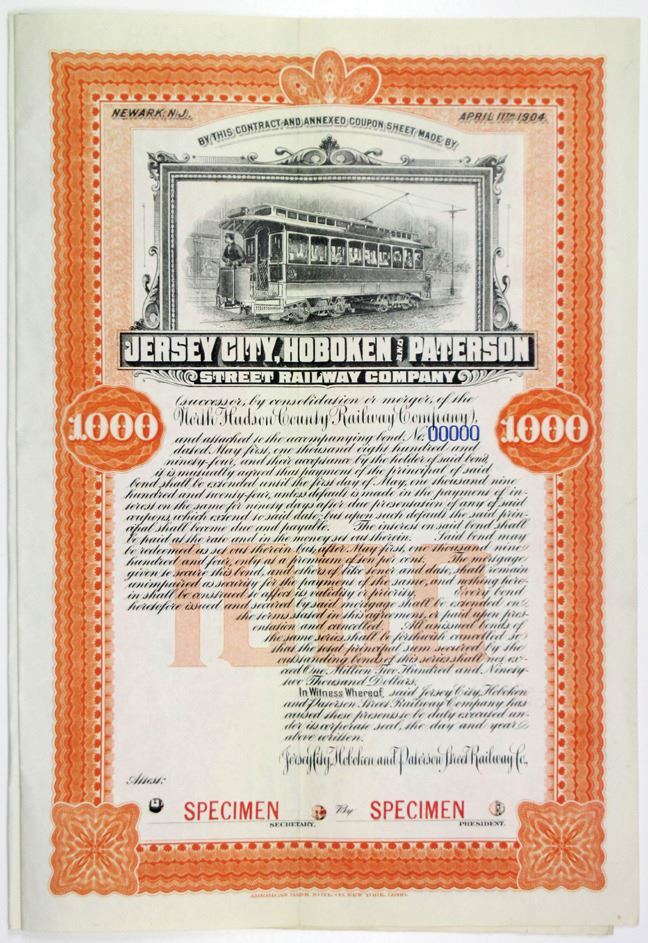 NEWARK, N.J.
APRIL 11TH 1904.
BY THIS CONTRACT AND ANNEXED COUPON SHEET MADE BY
JERSEY CITY, HOBOKEN AND PATERSON
STREET RAILWAY COMPANY
(successor, by consolidation or merger, of the
North Hudson County Railway Company),
1.000
and attached to the accompanying bond, No. 00000
1.000
dated May first, one thousand eight hundred and
ninety-four, and their acceptance by the holder of said bond,
it is mutually agreed that payment of the principal of said
bond shall be extended until the first day of May, one thousand nine
hundred and twenty-four, unless default is made in the payment of in-
terest on the same for ninety days after due presentation of any of said
coupons, which extend to said date, but upon such default the said prin-
cipal shall become due and payable. The interest on said bond shall
be paid at the rate and in the money set out therein. Said bond may
be redeemed as set out therein, but after May first, one thousand nine
hundred and four, only at a premium of ten per cent. The mortgage
given to secure this bond, and others of like tenor and date, shall remain
unimpaired as security for the payment of the same, and nothing here-
in shall be construed to affect its validity or priority. Every bond
heretofore issued and secured by said mortgage shall be extended on
the terms stated in this agreement, or paid upon pres-
entation and cancelled. All unissued bonds of
the same series shall be forthwith cancelled so
that the total principal sum secured by the
outstanding bonds of this series shall not ex-
ceed One Million Two Hundred and Ninety-
two Thousand Dollars.
In Witness Whereof, said Jersey City, Hoboken
and Paterson Street Railway Company has
caused these presents to be duly executed un-
der its corporate seal, the day and year
above written.
1000
Jersey City, Hoboken and Paterson Street Railway Co.,
Attest:
SPECIMEN By SPECIMEN
SECRETARY. PRESIDENT.
AMERICAN BANK NOTE CO. NEW YORK.